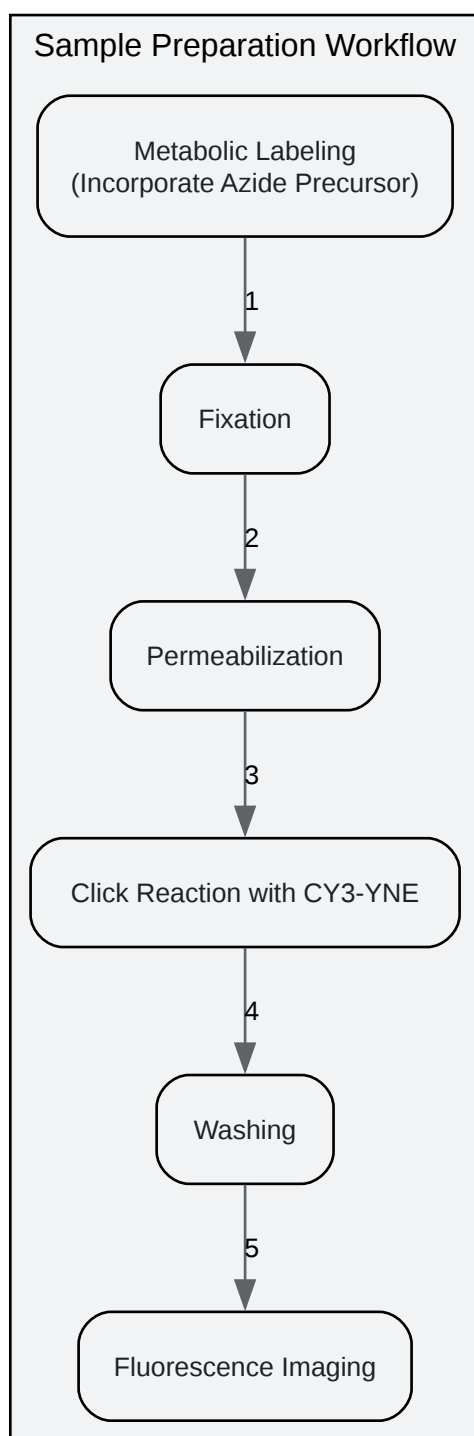 Sample Preparation Workflow
Metabolic Labeling
(Incorporate Azide Precursor)
1
Fixation
2
Permeabilization
3
Click Reaction with CY3-YNE
4
Washing
5
Fluorescence Imaging